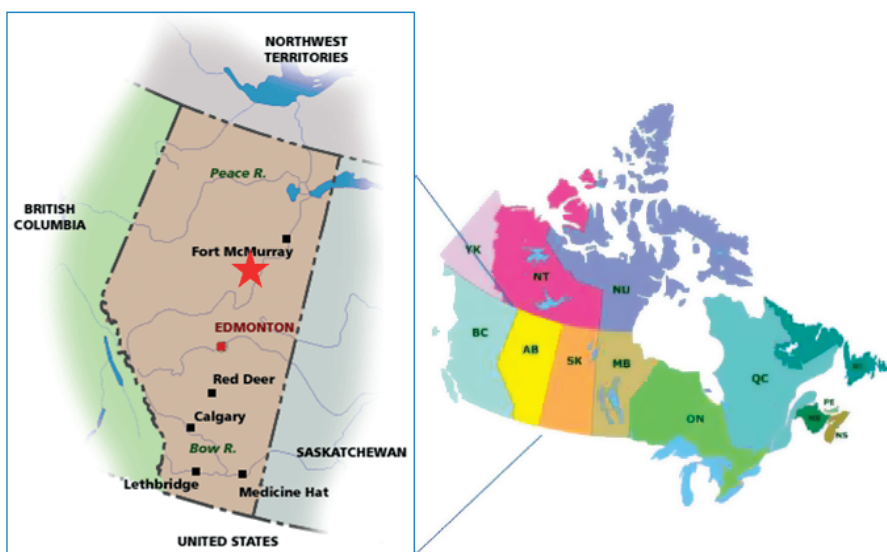 NORTHWEST
TERRITORIES
Peace R.
BRITISH
COLUMBIA
Fort McMurray
EDMONTON
Red Deer
Calgary
Bow R.
SASKATCHEWAN
Lethbridge
Medicine Hat
UNITED STATES
YK
NT
NU
BC
AB
SK
MB
QC
ON
PE
NS